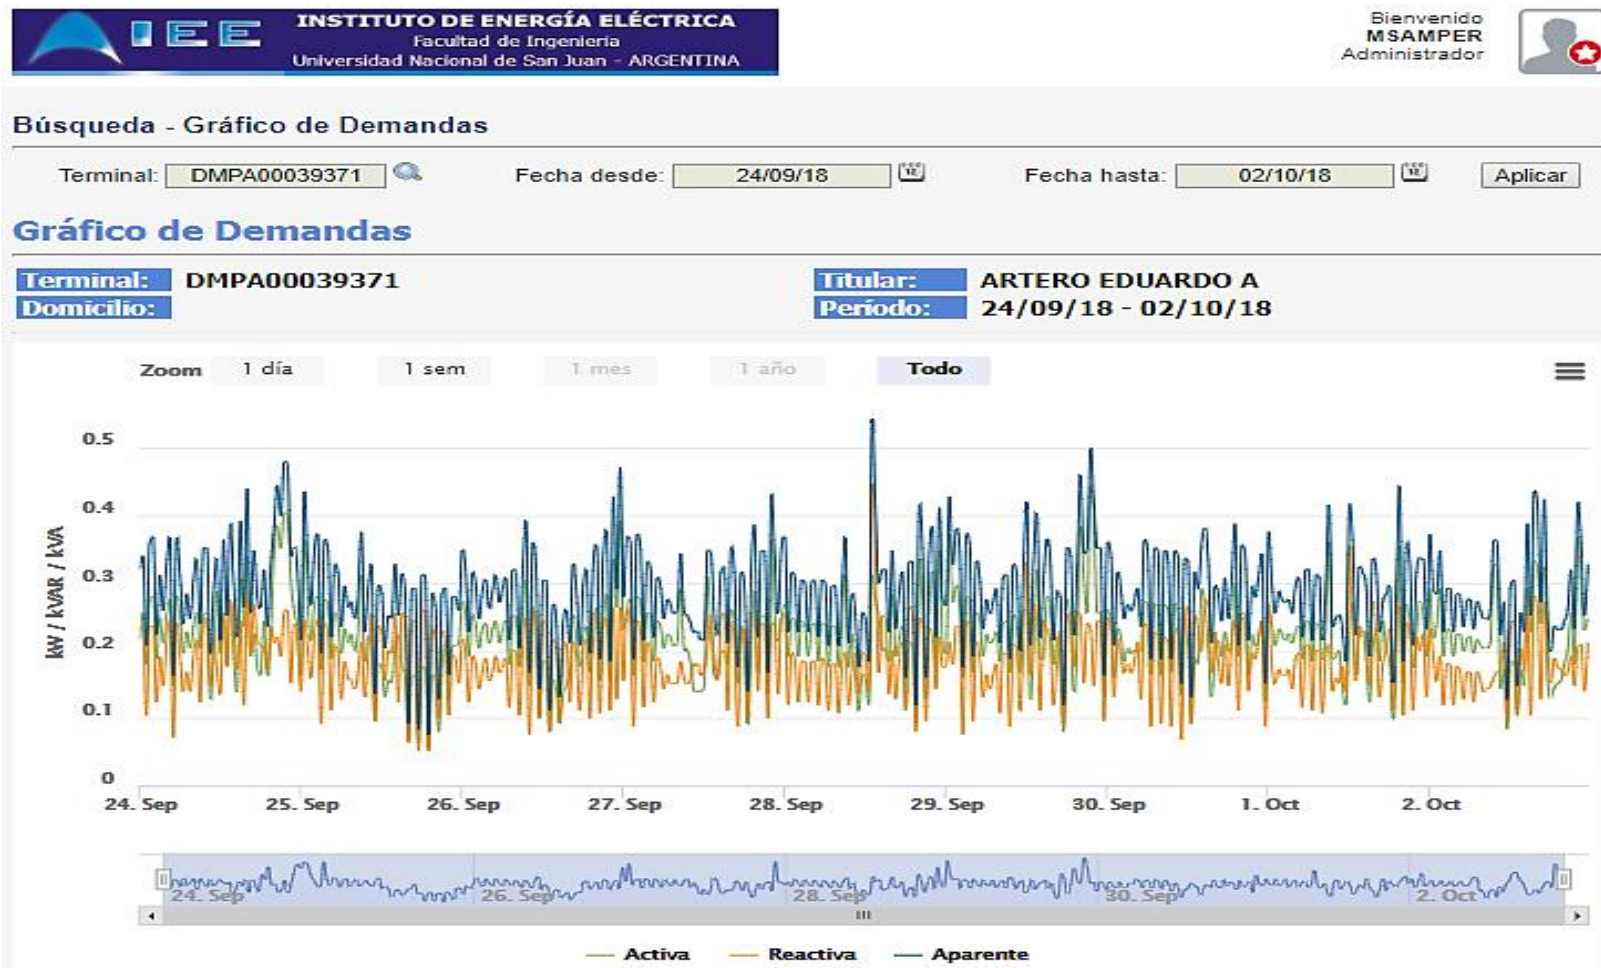 IEE
INSTITUTO DE ENERGÍA ELÉCTRICA
Facultad de Ingeniería
Universidad Nacional de San Juan - ARGENTINA
Bienvenido
MSAMPER
Administrador
Búsqueda - Gráfico de Demandas
Terminal: DMPA00039371 Fecha desde: 24/09/18 Fecha hasta: 02/10/18 Aplicar
Gráfico de Demandas
Terminal: DMPA00039371 Titular: ARTERO EDUARDO A
Domicilio: Período: 24/09/18 - 02/10/18
Zoom 1 día 1 sem 1 mes 1 año Todo
kW / kVAR / kVA
0.5
0.4
0.3
0.2
0.1
0
24. Sep 25. Sep 26. Sep 27. Sep 28. Sep 29. Sep 30. Sep 1. Oct 2. Oct
24. Sep 26. Sep 28. Sep 30. Sep 2. Oct
Activa Reactiva Aparente